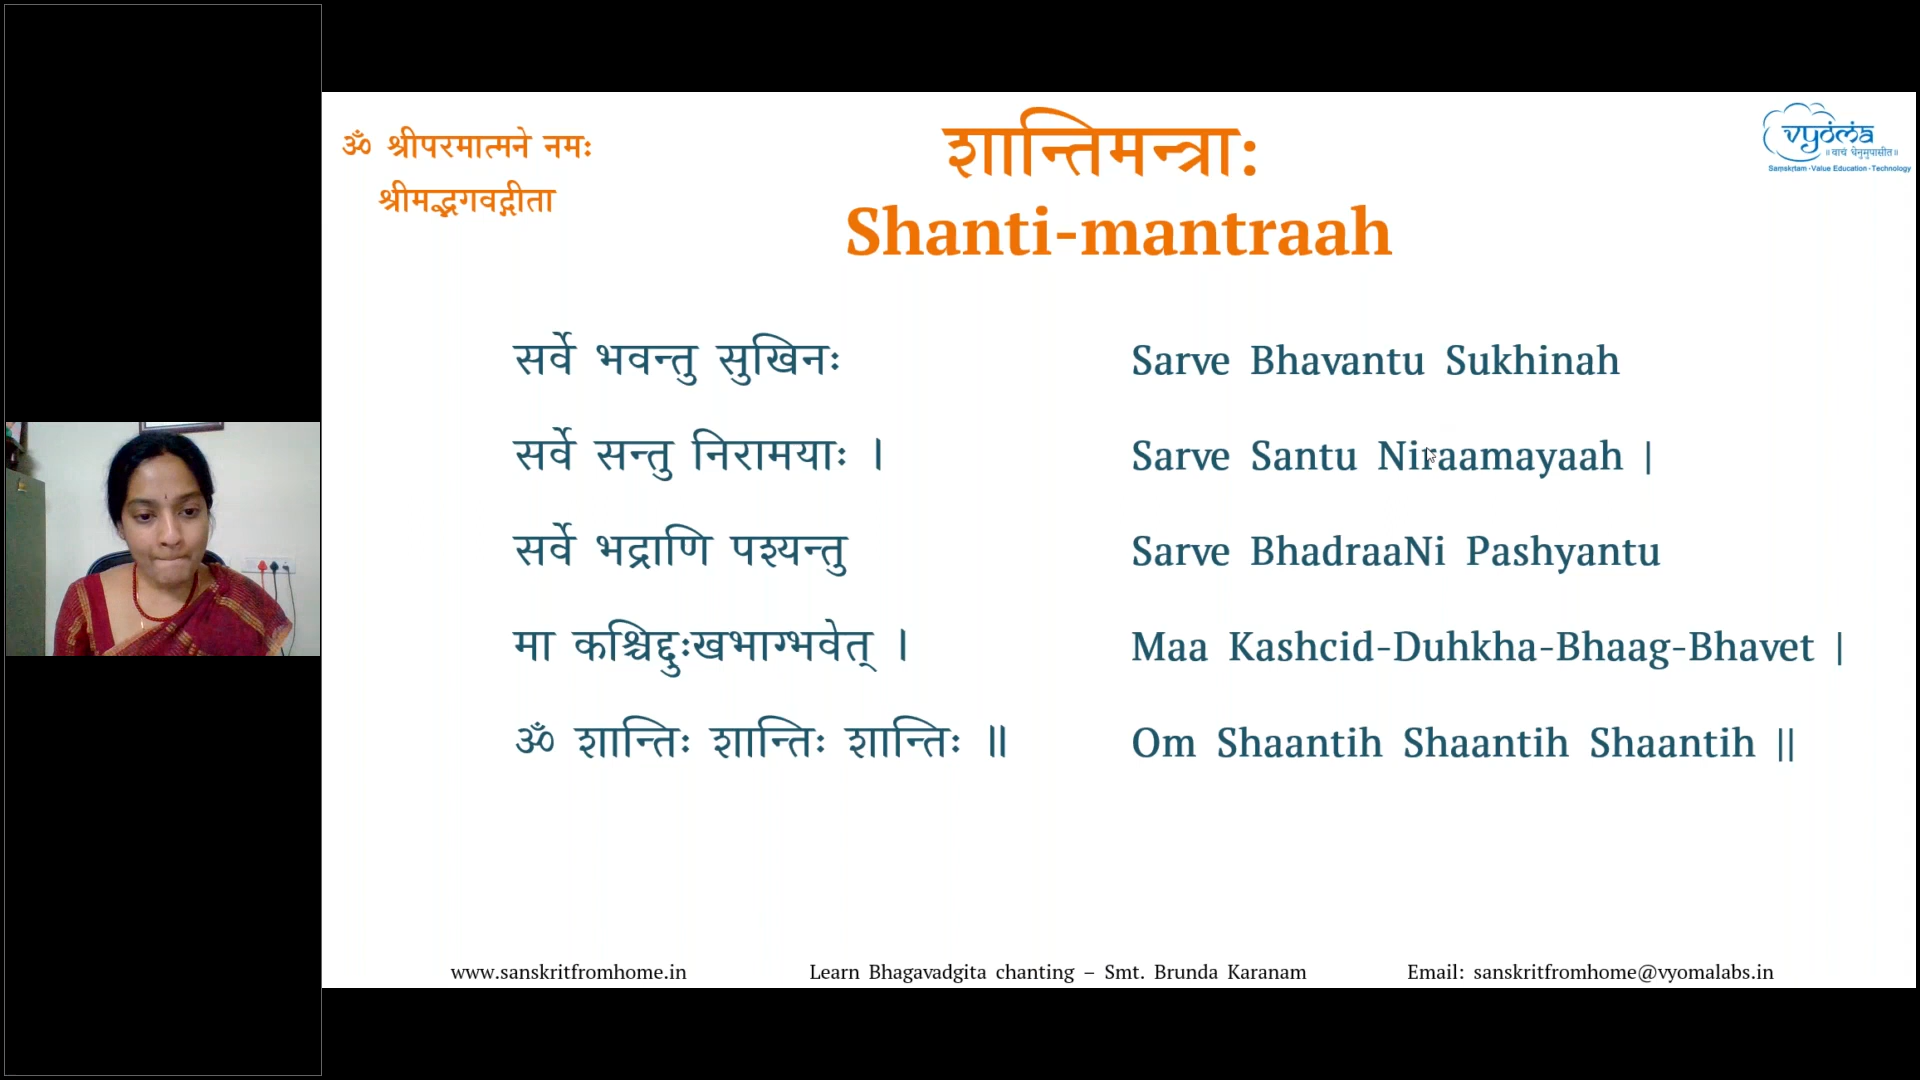 ॐ श्रीपरमात्मने नमः
श्रीमद्भगवद्गीता
शान्तिमन्त्राः
Shanti-mantraah
vyoma
॥ वाचं धेनुमुपासीत॥
Samskrtam - Value Education - Technology
सर्वे भवन्तु सुखिनः
Sarve Bhavantu Sukhinah
सर्वे सन्तु निरामयाः ।
Sarve Santu Niraamayaah |
सर्वे भद्राणि पश्यन्तु
Sarve BhadraaNi Pashyantu
मा कश्चिद्दुःखभाग्भवेत् ।
Maa Kashcid-Duhkha-Bhaag-Bhavet |
ॐ शान्तिः शान्तिः शान्तिः ॥
Om Shaantih Shaantih Shaantih ||
www.sanskritfromhome.in
Learn Bhagavadgita chanting – Smt. Brunda Karanam
Email: sanskritfromhome@vyomalabs.in